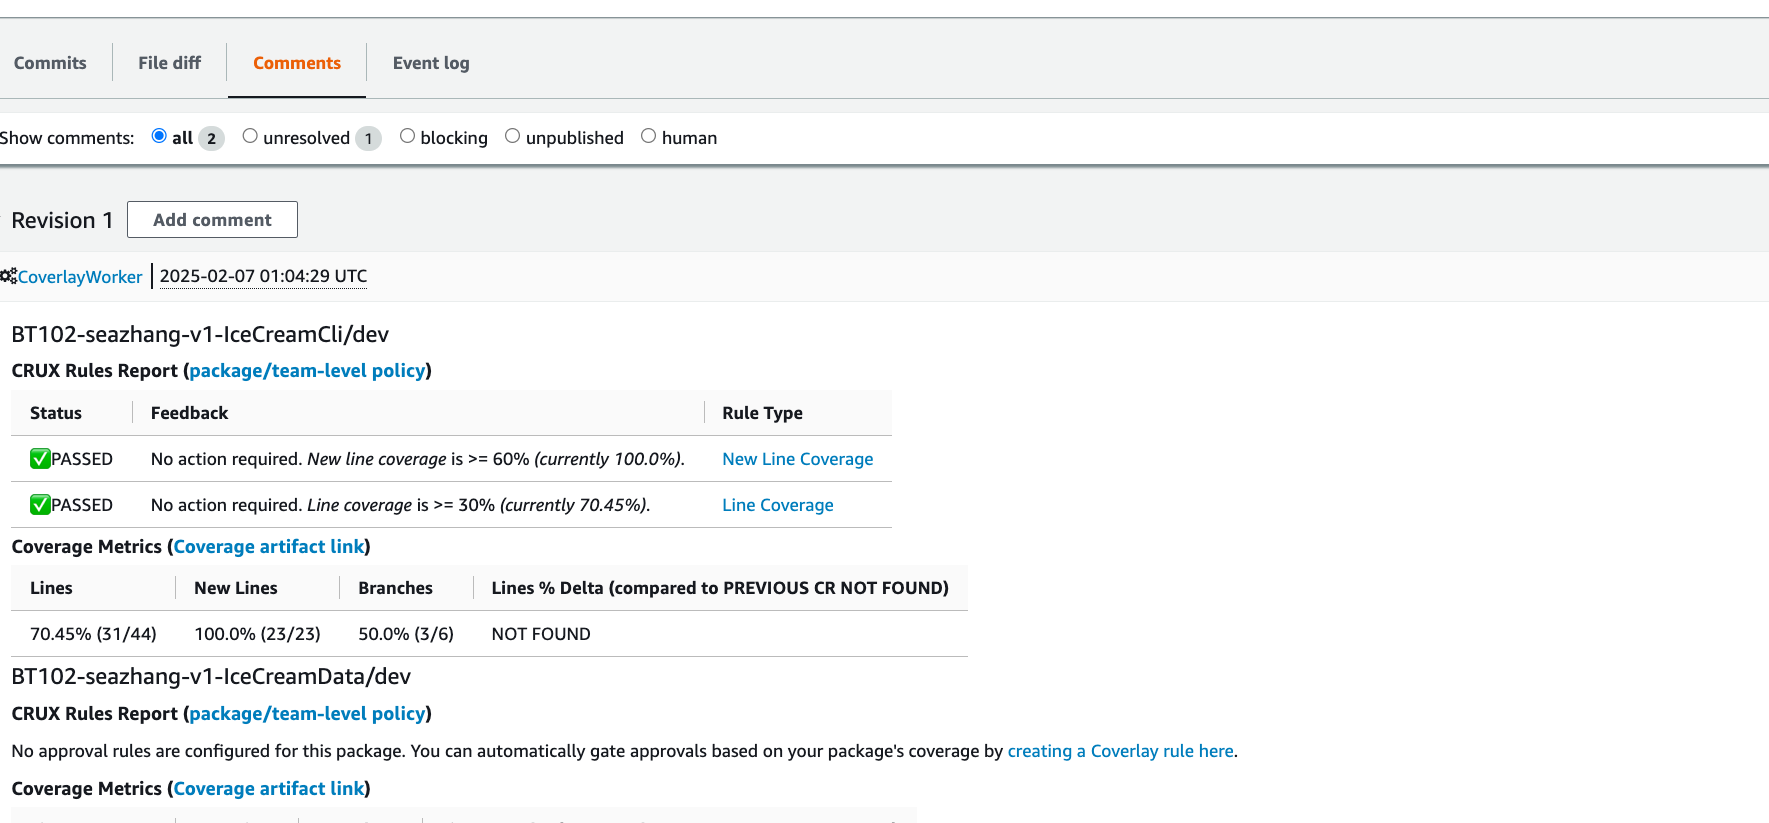 Commits File diff Comments Event log
Show comments: all 2 unresolved 1 blocking unpublished human
Revision 1 Add comment
CoverlayWorker 2025-02-07 01:04:29 UTC
BT102-seazhang-v1-IceCreamCli/dev
CRUX Rules Report (package/team-level policy)
Status Feedback Rule Type
✅PASSED No action required. New line coverage is >= 60% (currently 100.0%). New Line Coverage
✅PASSED No action required. Line coverage is >= 30% (currently 70.45%). Line Coverage
Coverage Metrics (Coverage artifact link)
Lines New Lines Branches Lines % Delta (compared to PREVIOUS CR NOT FOUND)
70.45% (31/44) 100.0% (23/23) 50.0% (3/6) NOT FOUND
BT102-seazhang-v1-IceCreamData/dev
CRUX Rules Report (package/team-level policy)
No approval rules are configured for this package. You can automatically gate approvals based on your package's coverage by creating a Coverlay rule here.
Coverage Metrics (Coverage artifact link)